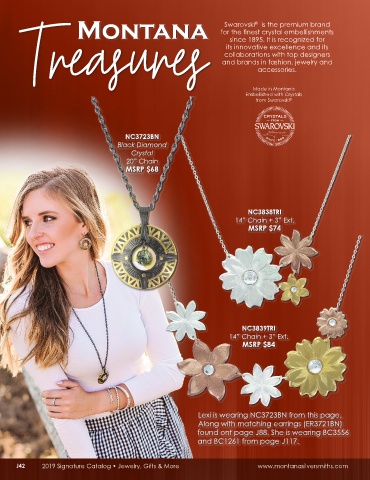 MONTANA
Treasures
Swarovski® is the premium brand
for the finest crystal embellishments
since 1895. It is recognized for
its innovative excellence and its
collaborations with top designers
and brands in fashion, jewelry and
accessories.
Made in Montana
Embellished with Crystals
from Swarovski®
CRYSTALS
FROM
SWAROVSKI
NC3723BN
Black Diamond
Crystal
20" Chain
MSRP $68
NC3838TRI
14" Chain + 3" Ext.
MSRP $74
NC3839TRI
14" Chain + 3" Ext.
MSRP $84
Lexi is wearing NC3723BN from this page.
Along with matching earrings (ER3721BN)
found ont page J88. She is wearing BC3556
and BC1261 from page J117.
J42 2019 Signature Catalog • Jewelry, Gifts & More www.montanasilversmiths.com